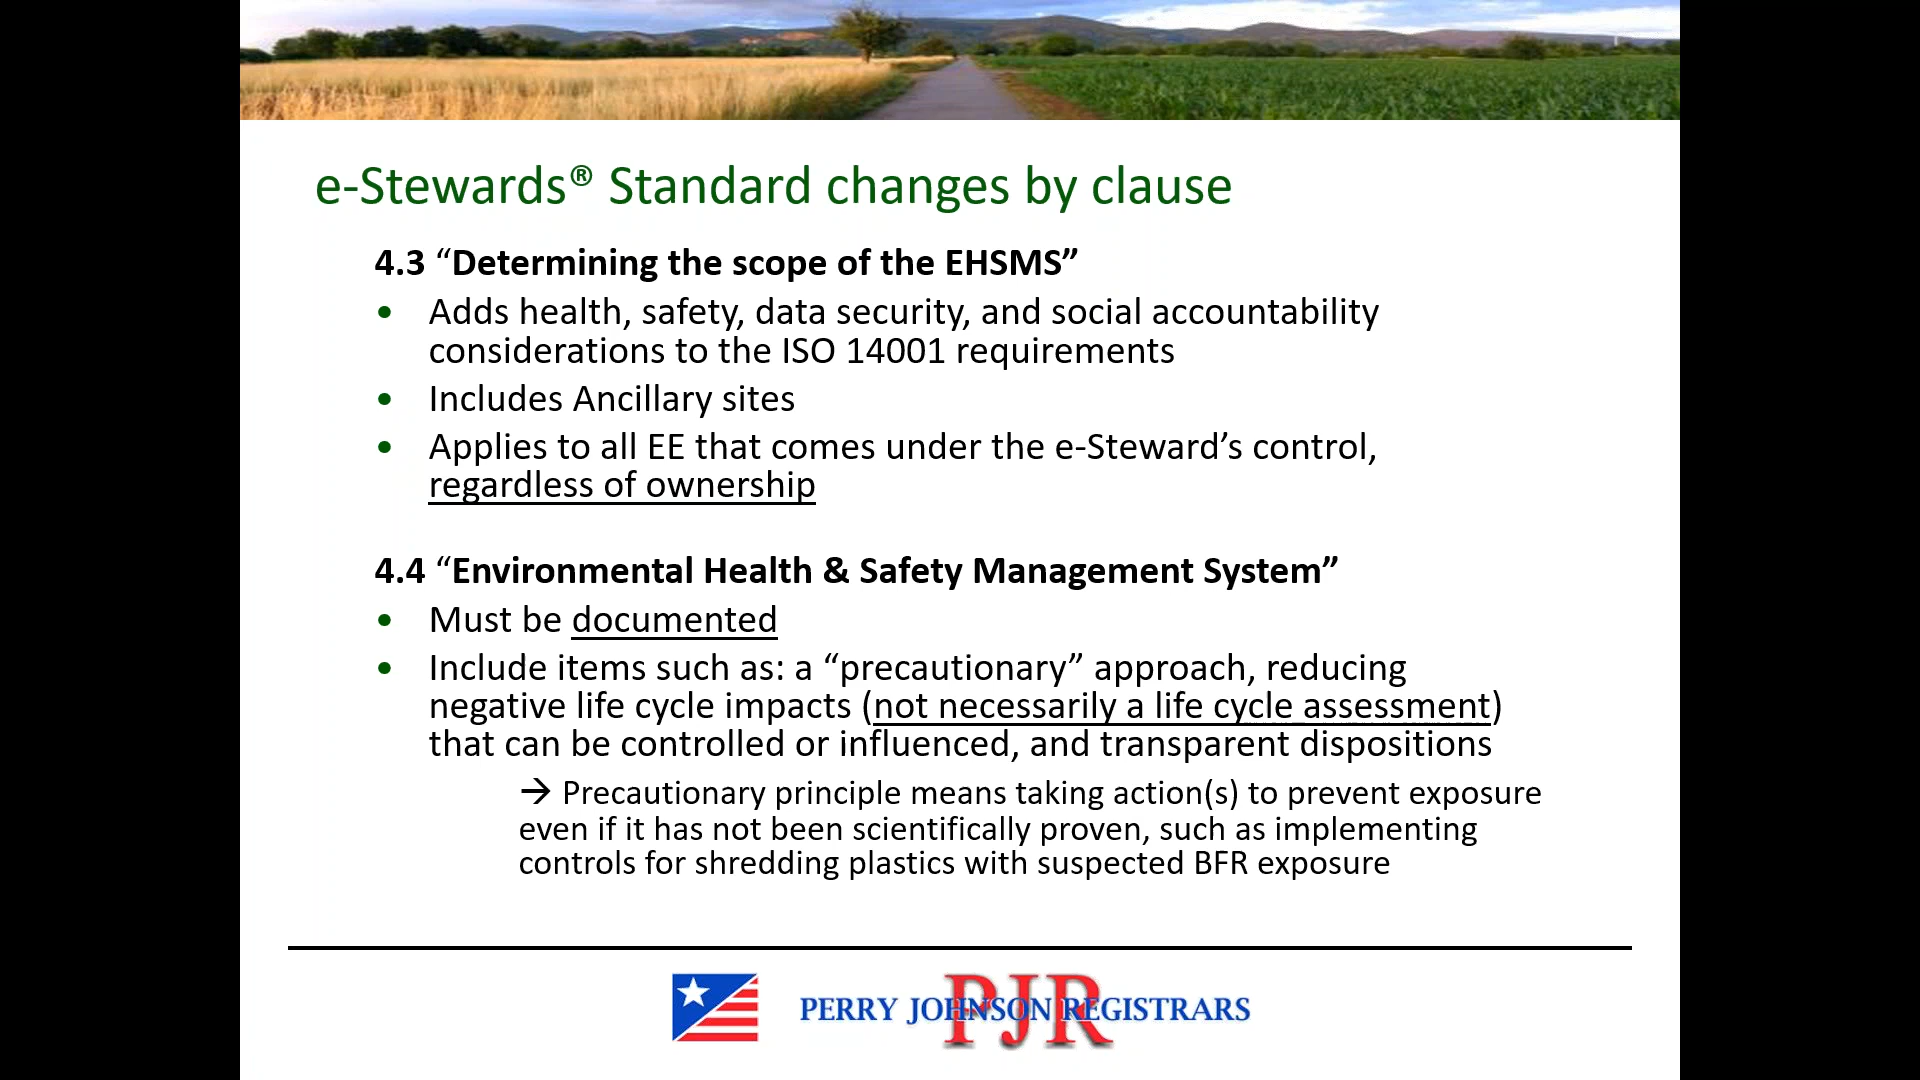 e-Stewards® Standard changes by clause
4.3 “Determining the scope of the EHSMS”
• Adds health, safety, data security, and social accountability
considerations to the ISO 14001 requirements
• Includes Ancillary sites
• Applies to all EE that comes under the e-Steward’s control,
regardless of ownership
4.4 “Environmental Health & Safety Management System”
• Must be documented
• Include items such as: a “precautionary” approach, reducing
negative life cycle impacts (not necessarily a life cycle assessment)
that can be controlled or influenced, and transparent dispositions
→ Precautionary principle means taking action(s) to prevent exposure
even if it has not been scientifically proven, such as implementing
controls for shredding plastics with suspected BFR exposure
PJR
PERRY JOHNSON REGISTRARS